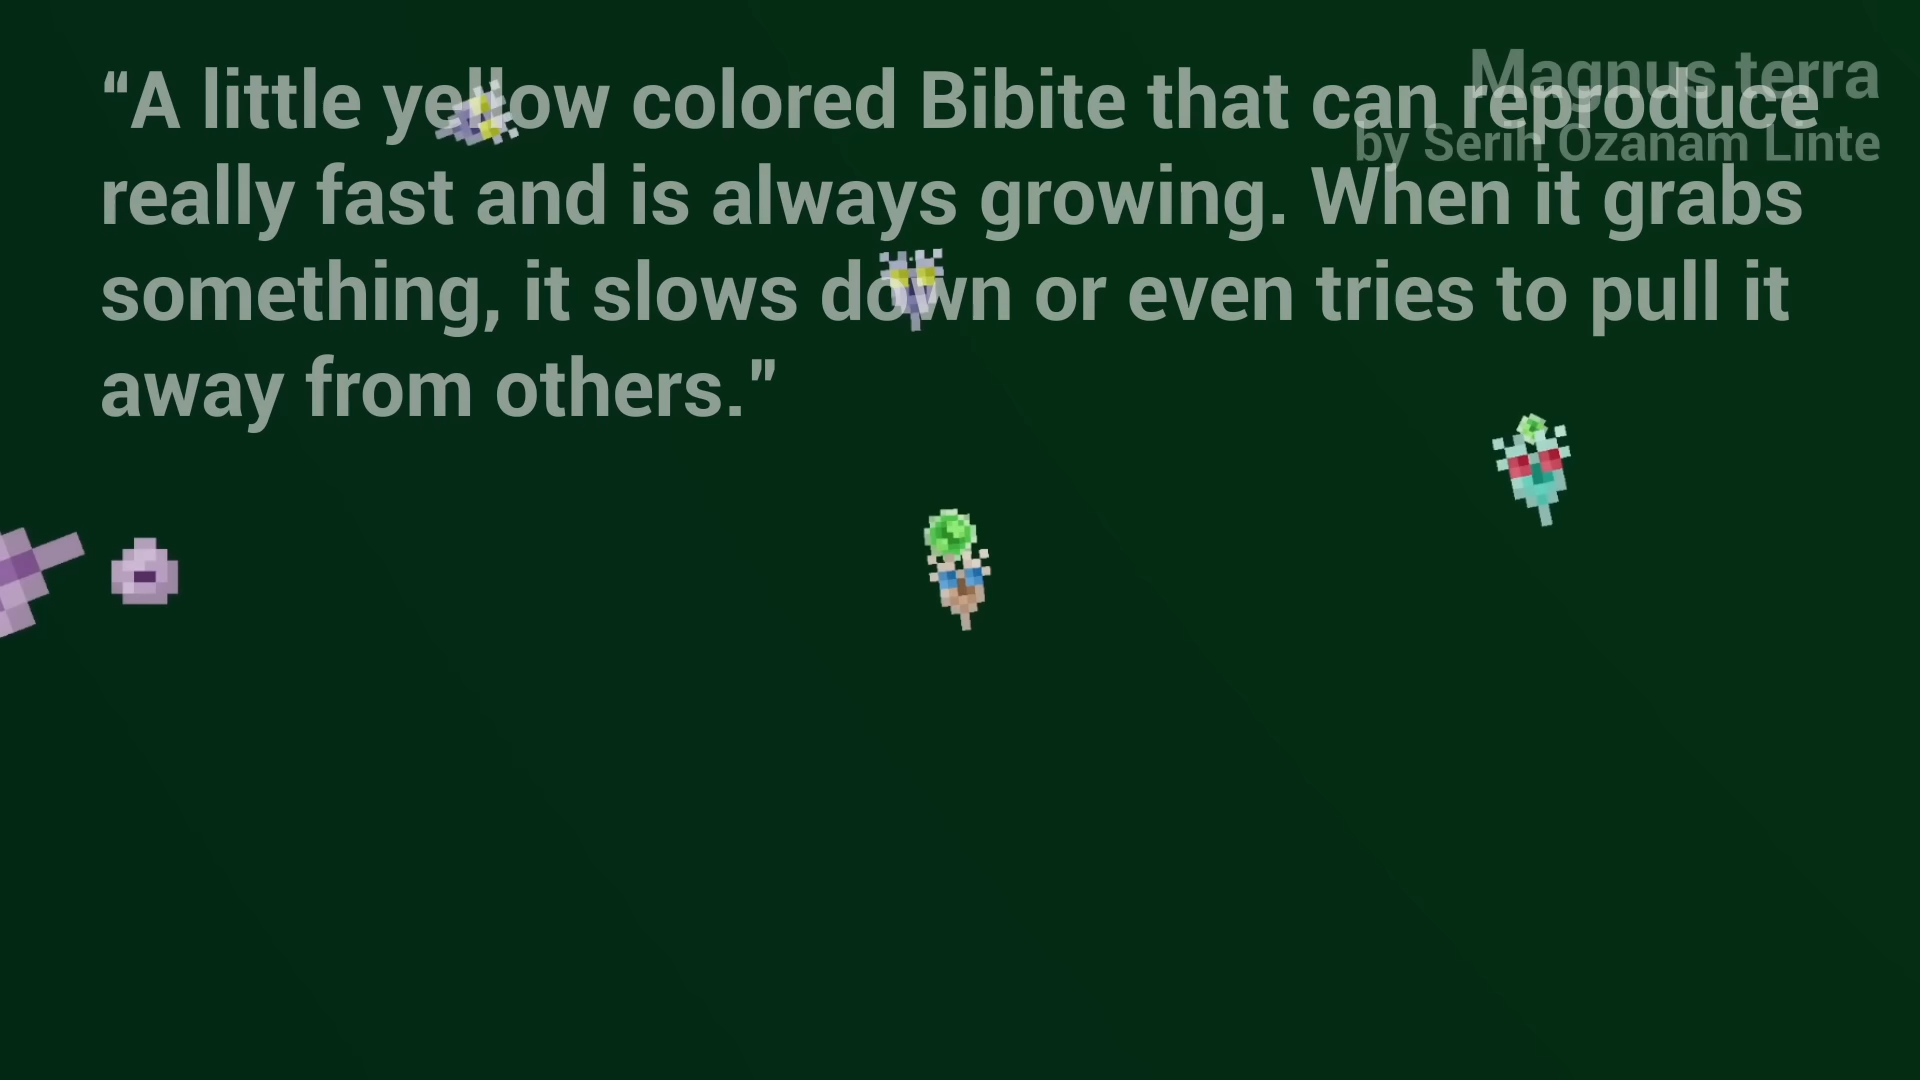 “A little yellow colored Bibite that can reproduce
really fast and is always growing. When it grabs
something, it slows down or even tries to pull it
away from others.”
Magnus terra
by Serih Ozanam Linte